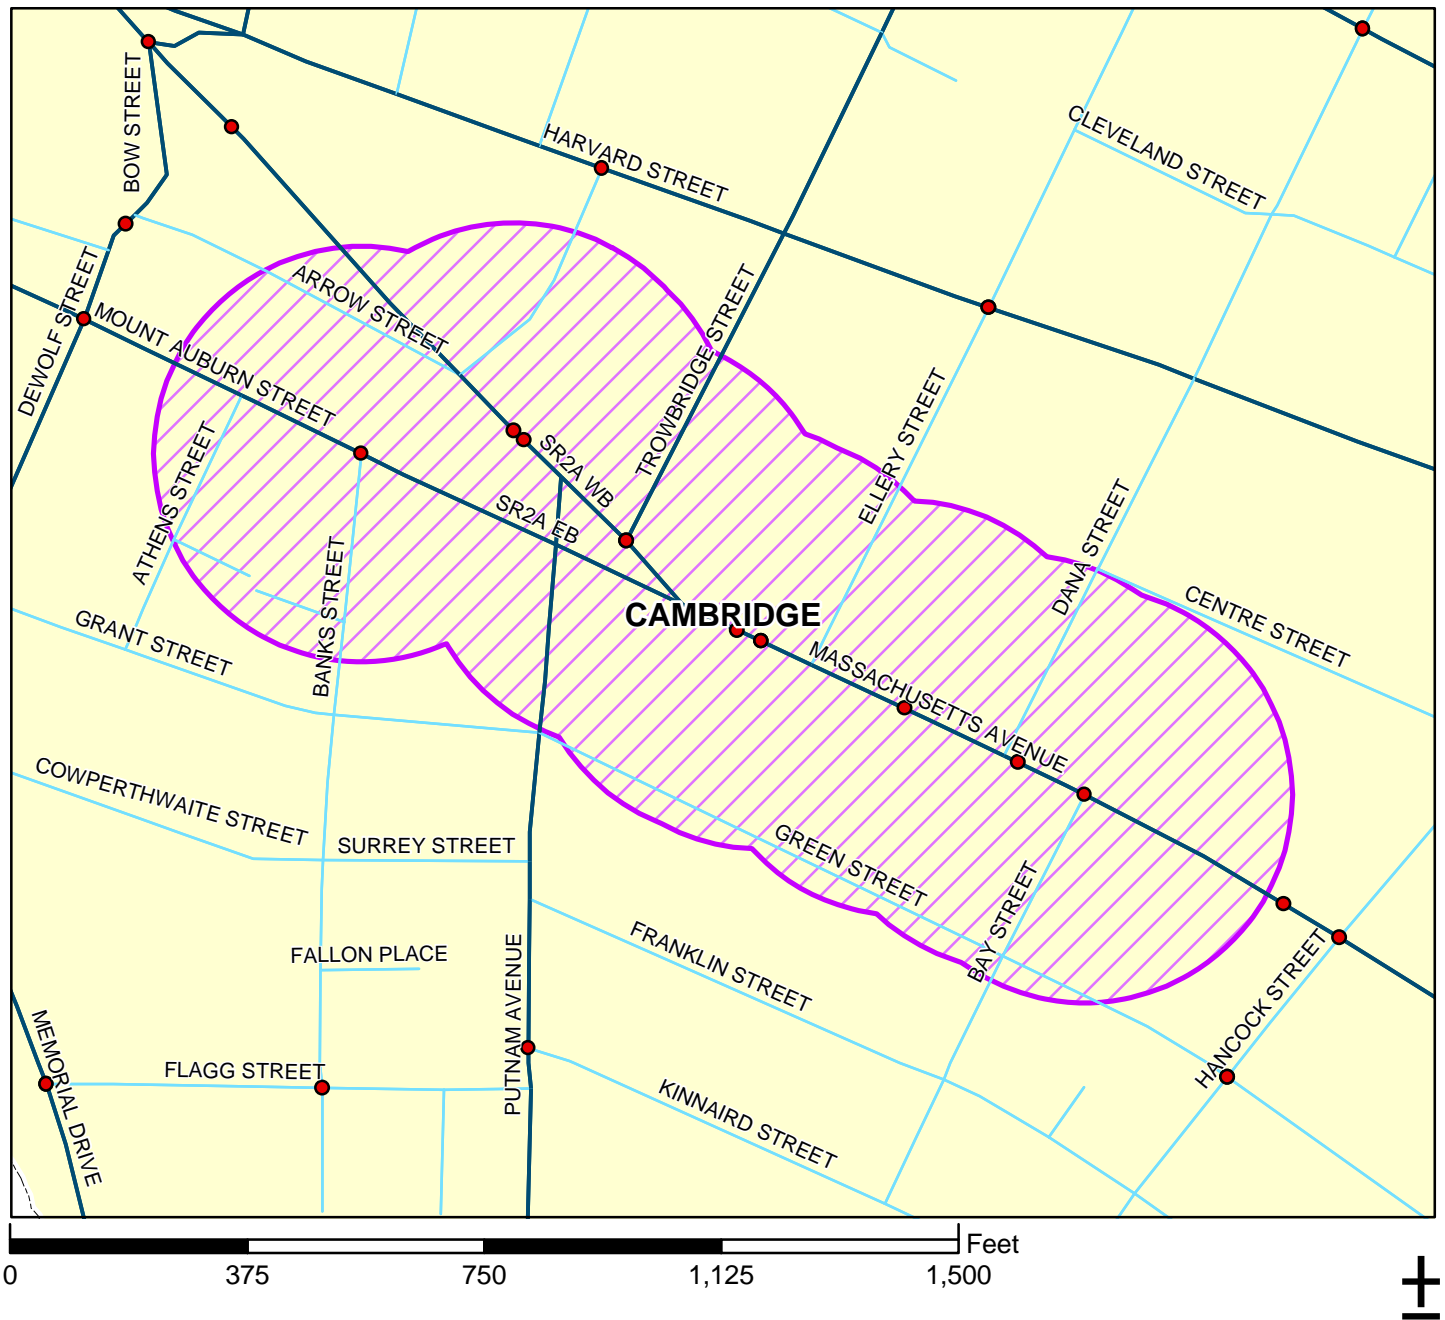 BOW STREET
HARVARD STREET
CLEVELAND STREET
DEWOLF STREET
ARROW STREET
MOUNT AUBURN STREET
TROWBRIDGE STREET
ELLERY STREET
ATHENS STREET
SR2A WB
SR2A EB
DANA STREET
BANKS STREET
CAMBRIDGE
CENTRE STREET
GRANT STREET
MASSACHUSETTS AVENUE
COWPERTHWAITE STREET
SURREY STREET
GREEN STREET
BAY STREET
FALLON PLACE
PUTNAM AVENUE
FRANKLIN STREET
HANCOCK STREET
MEMORIAL DRIVE
FLAGG STREET
KINNAIRD STREET
Feet
0 375 750 1,125 1,500